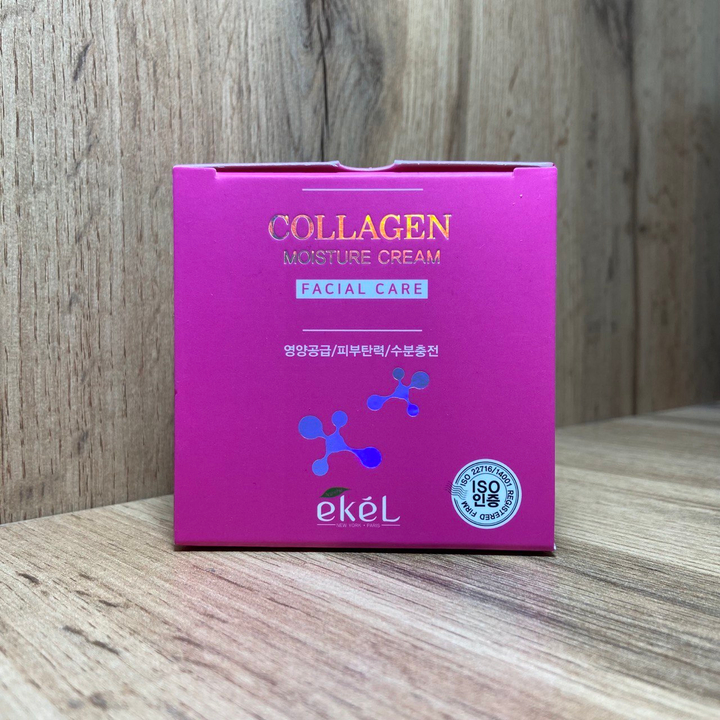 COLLAGEN
MOISTURE CREAM
FACIAL CARE
영양공급/피부탄력/수분충전
ekéL
NEW YORK • PARIS
ISO 22716/14001 REGISTERED FIRM
ISO
인증